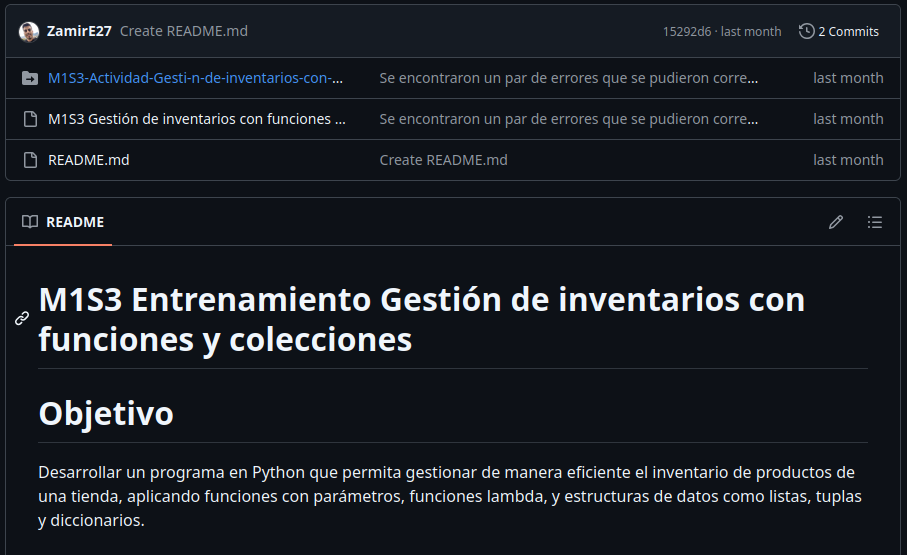 ZamirE27 Create README.md 15292d6 · last month 2 Commits
M1S3-Actividad-Gesti-n-de-inventarios-con-... Se encontraron un par de errores que se pudieron corre... last month
M1S3 Gestión de inventarios con funciones ... Se encontraron un par de errores que se pudieron corre... last month
README.md Create README.md last month
README
M1S3 Entrenamiento Gestión de inventarios con
funciones y colecciones
Objetivo
Desarrollar un programa en Python que permita gestionar de manera eficiente el inventario de productos de
una tienda, aplicando funciones con parámetros, funciones lambda, y estructuras de datos como listas, tuplas
y diccionarios.